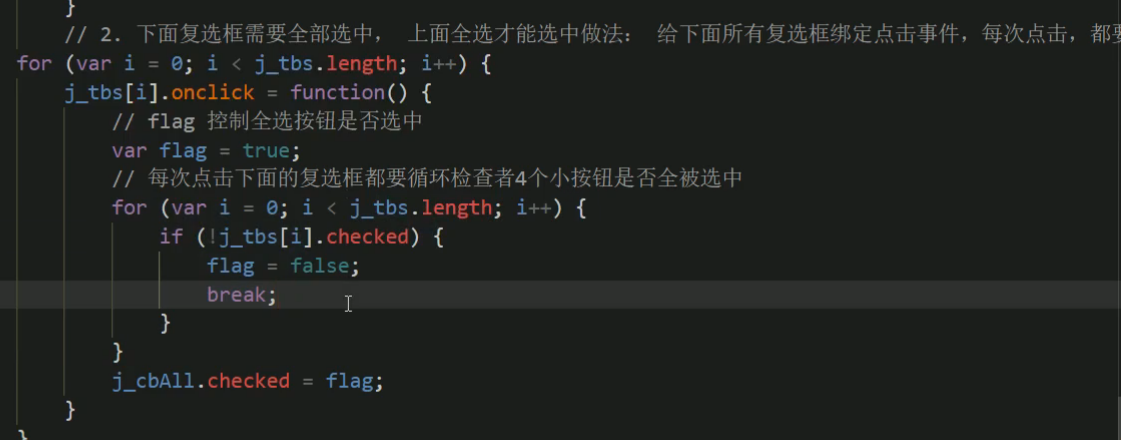 }
// 2. 下面复选框需要全部选中， 上面全选才能选中做法： 给下面所有复选框绑定点击事件，每次点击，都要
for (var i = 0; i < j_tbs.length; i++) {
j_tbs[i].onclick = function() {
// flag 控制全选按钮是否选中
var flag = true;
// 每次点击下面的复选框都要循环检查者4个小按钮是否全被选中
for (var i = 0; i < j_tbs.length; i++) {
if (!j_tbs[i].checked) {
flag = false;
break;
}
}
j_cbAll.checked = flag;
}
}